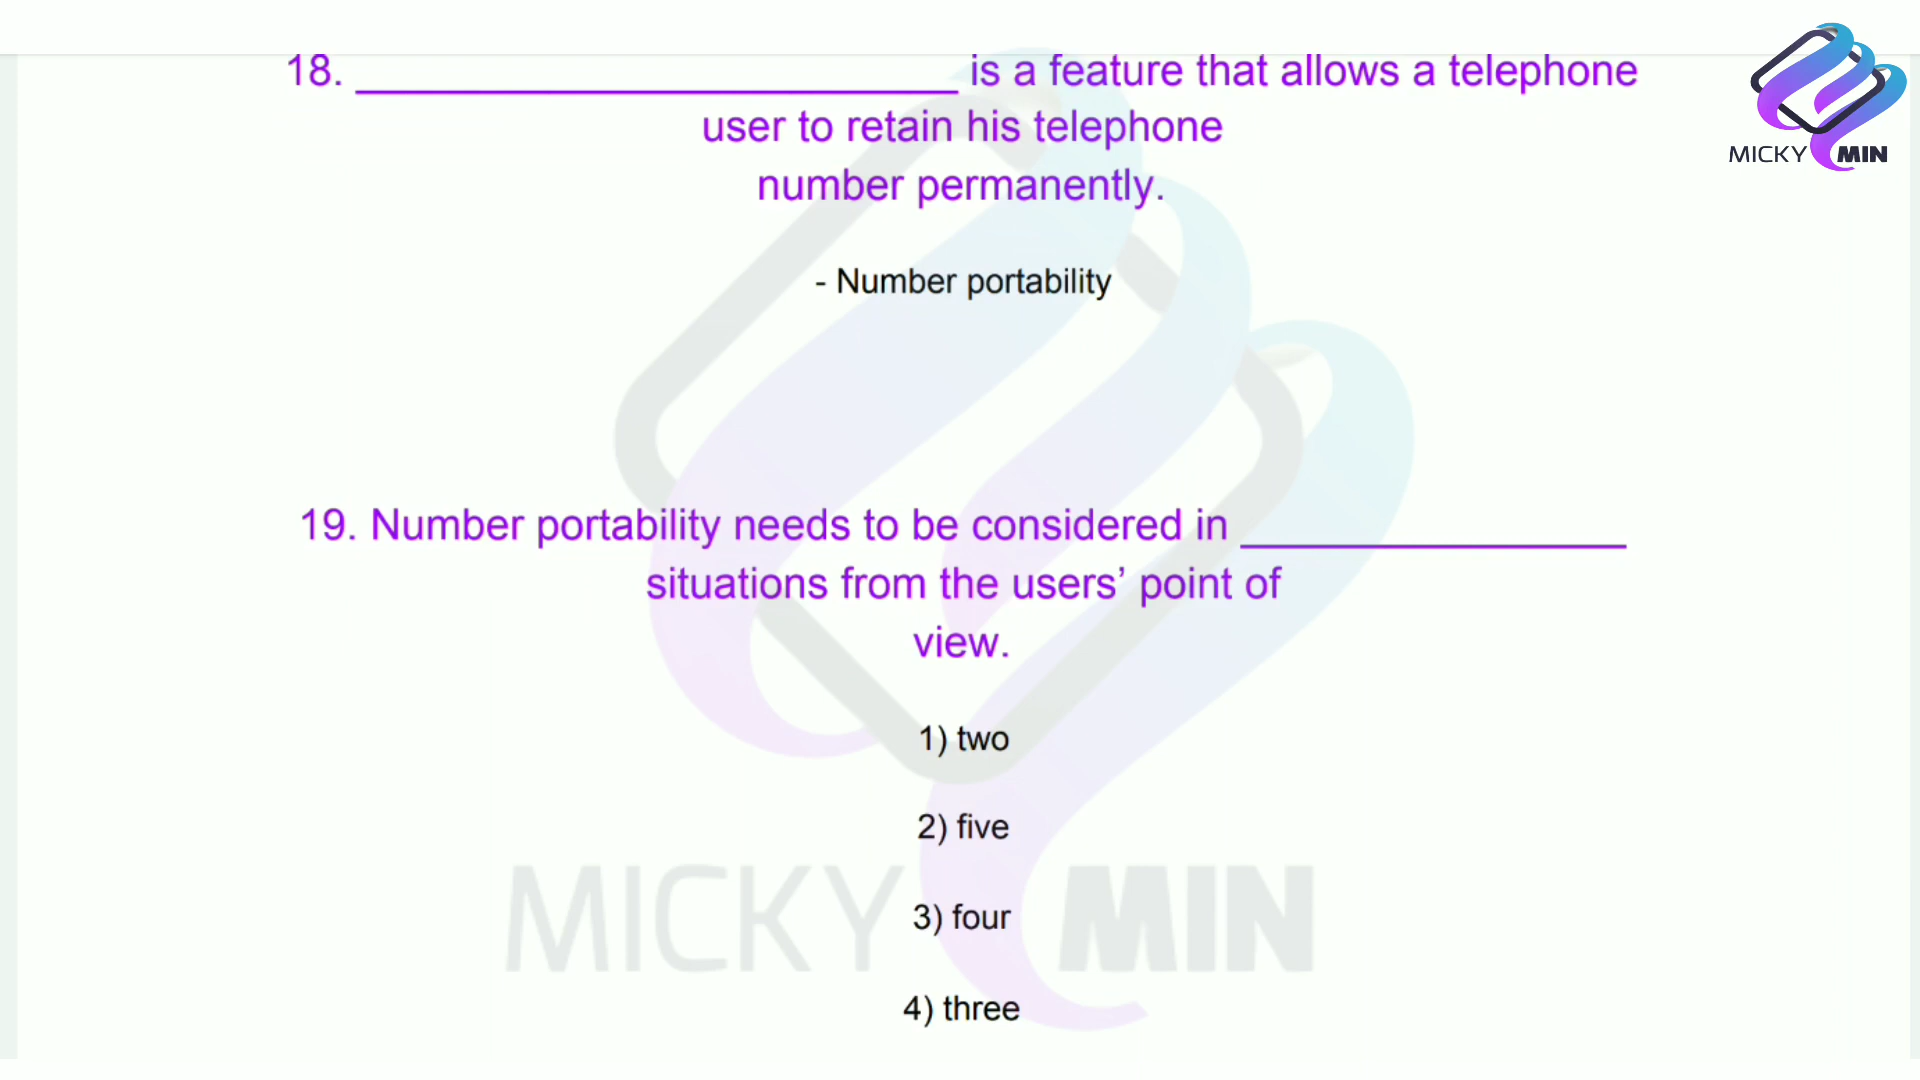 18. __________________________ is a feature that allows a telephone
user to retain his telephone
number permanently.
- Number portability
19. Number portability needs to be considered in _________________
situations from the users’ point of
view.
1) two
2) five
3) four
4) three
MICKY MIN
MICKY MIN